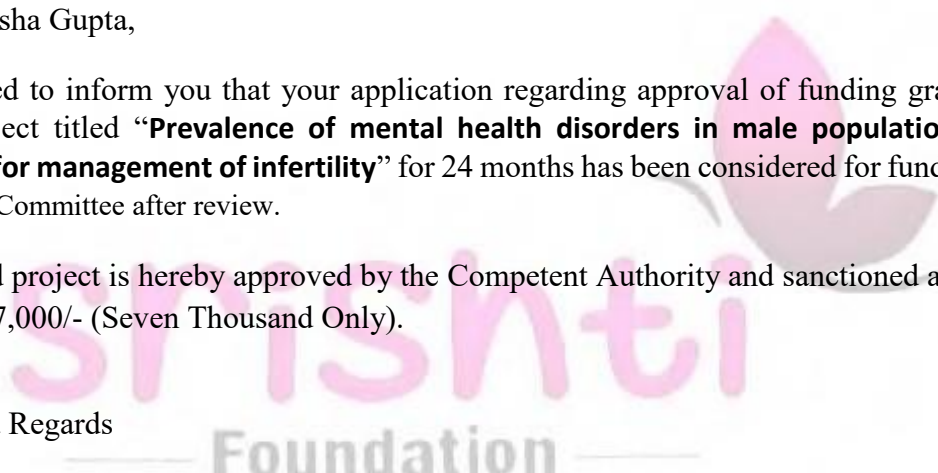 sha Gupta,
ed to inform you that your application regarding approval of funding gra
ject titled “Prevalence of mental health disorders in male populatio
for management of infertility” for 24 months has been considered for fund
Committee after review.
d project is hereby approved by the Competent Authority and sanctioned a
7,000/- (Seven Thousand Only).
srishti
Regards
Foundation